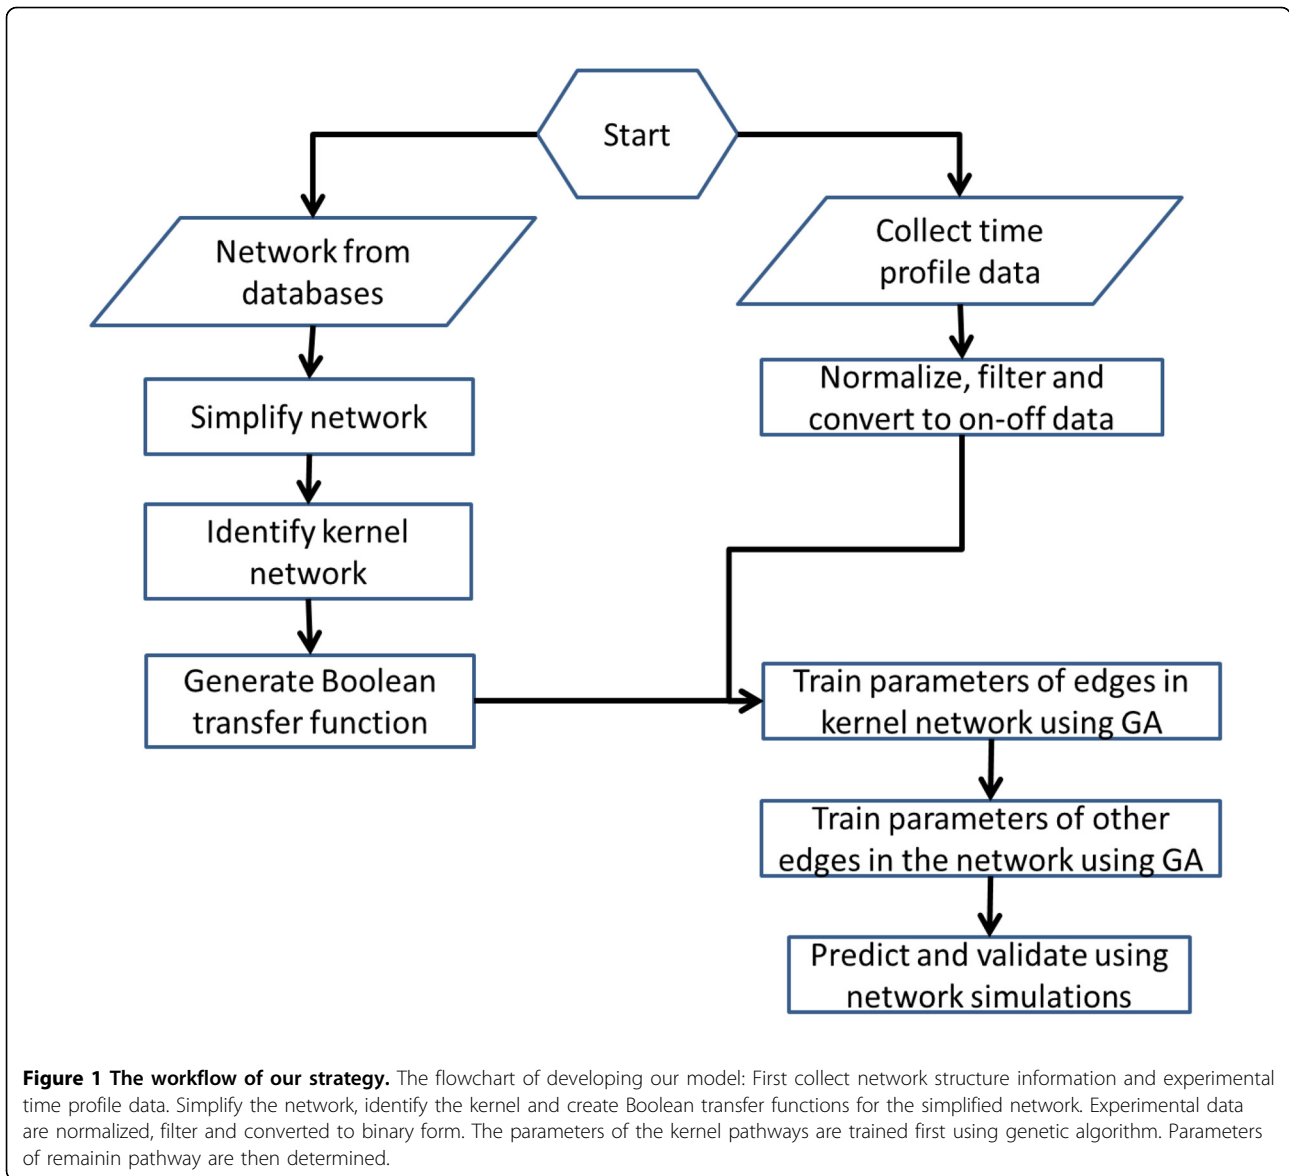 Start
Network from
databases
Collect time
profile data
Simplify network
Normalize, filter and
convert to on-off data
Identify kernel
network
Generate Boolean
transfer function
Train parameters of edges in
kernel network using GA
Train parameters of other
edges in the network using GA
Predict and validate using
network simulations
Figure 1 The workflow of our strategy. The flowchart of developing our model: First collect network structure information and experimental
time profile data. Simplify the network, identify the kernel and create Boolean transfer functions for the simplified network. Experimental data
are normalized, filter and converted to binary form. The parameters of the kernel pathways are trained first using genetic algorithm. Parameters
of remainin pathway are then determined.